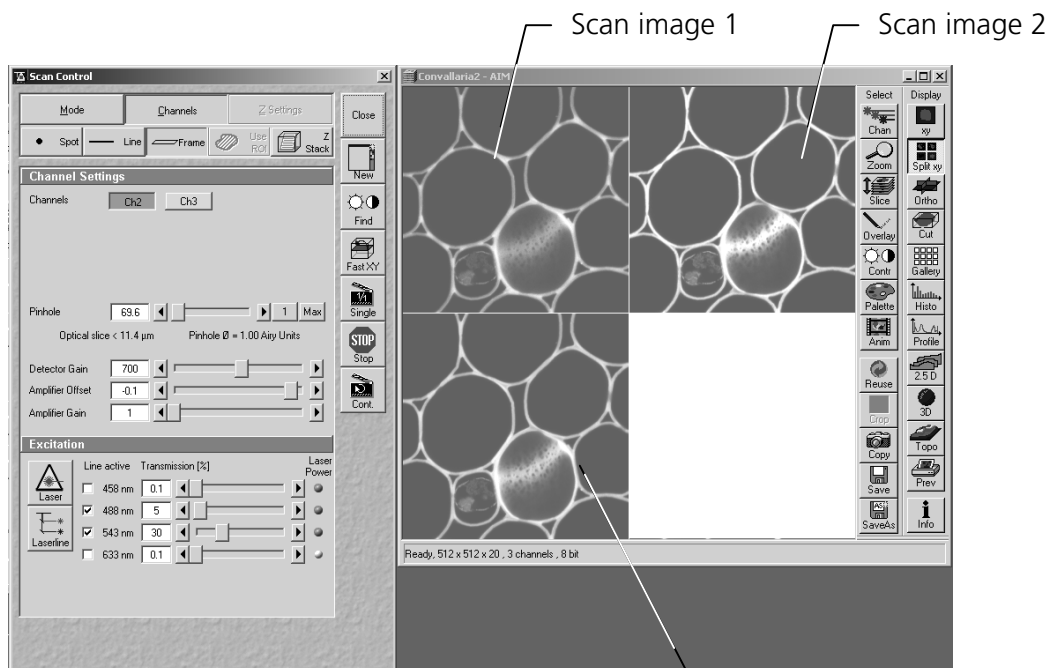 Scan image 1
Scan image 2
Scan Control
Mode
Channels
Z Settings
Spot
Line
Frame
Use ROI
Z Stack
Channel Settings
Channels
Ch2
Ch3
Pinhole
69.6
1
Max
Optical slice < 11.4 µm
Pinhole Ø = 1.00 Airy Units
Detector Gain
700
Amplifier Offset
-0.1
Amplifier Gain
1
Excitation
Laser
Laserline
Line active
Transmission [%]
Laser
Power
458 nm
0.1
488 nm
5
543 nm
30
633 nm
0.1
Close
New
Find
Fast XY
1/1
Single
STOP
Stop
Cont.
Convallaria2 - AIM
Select
Chan
Zoom
Slice
Overlay
Contr
Palette
Anim
Reuse
Crop
Copy
Save
AS
SaveAs
Display
xy
Split xy
Ortho
Cut
Gallery
Histo
Profile
2.5 D
3D
Topo
Prev
i
Info
Ready, 512 x 512 x 20 , 3 channels , 8 bit